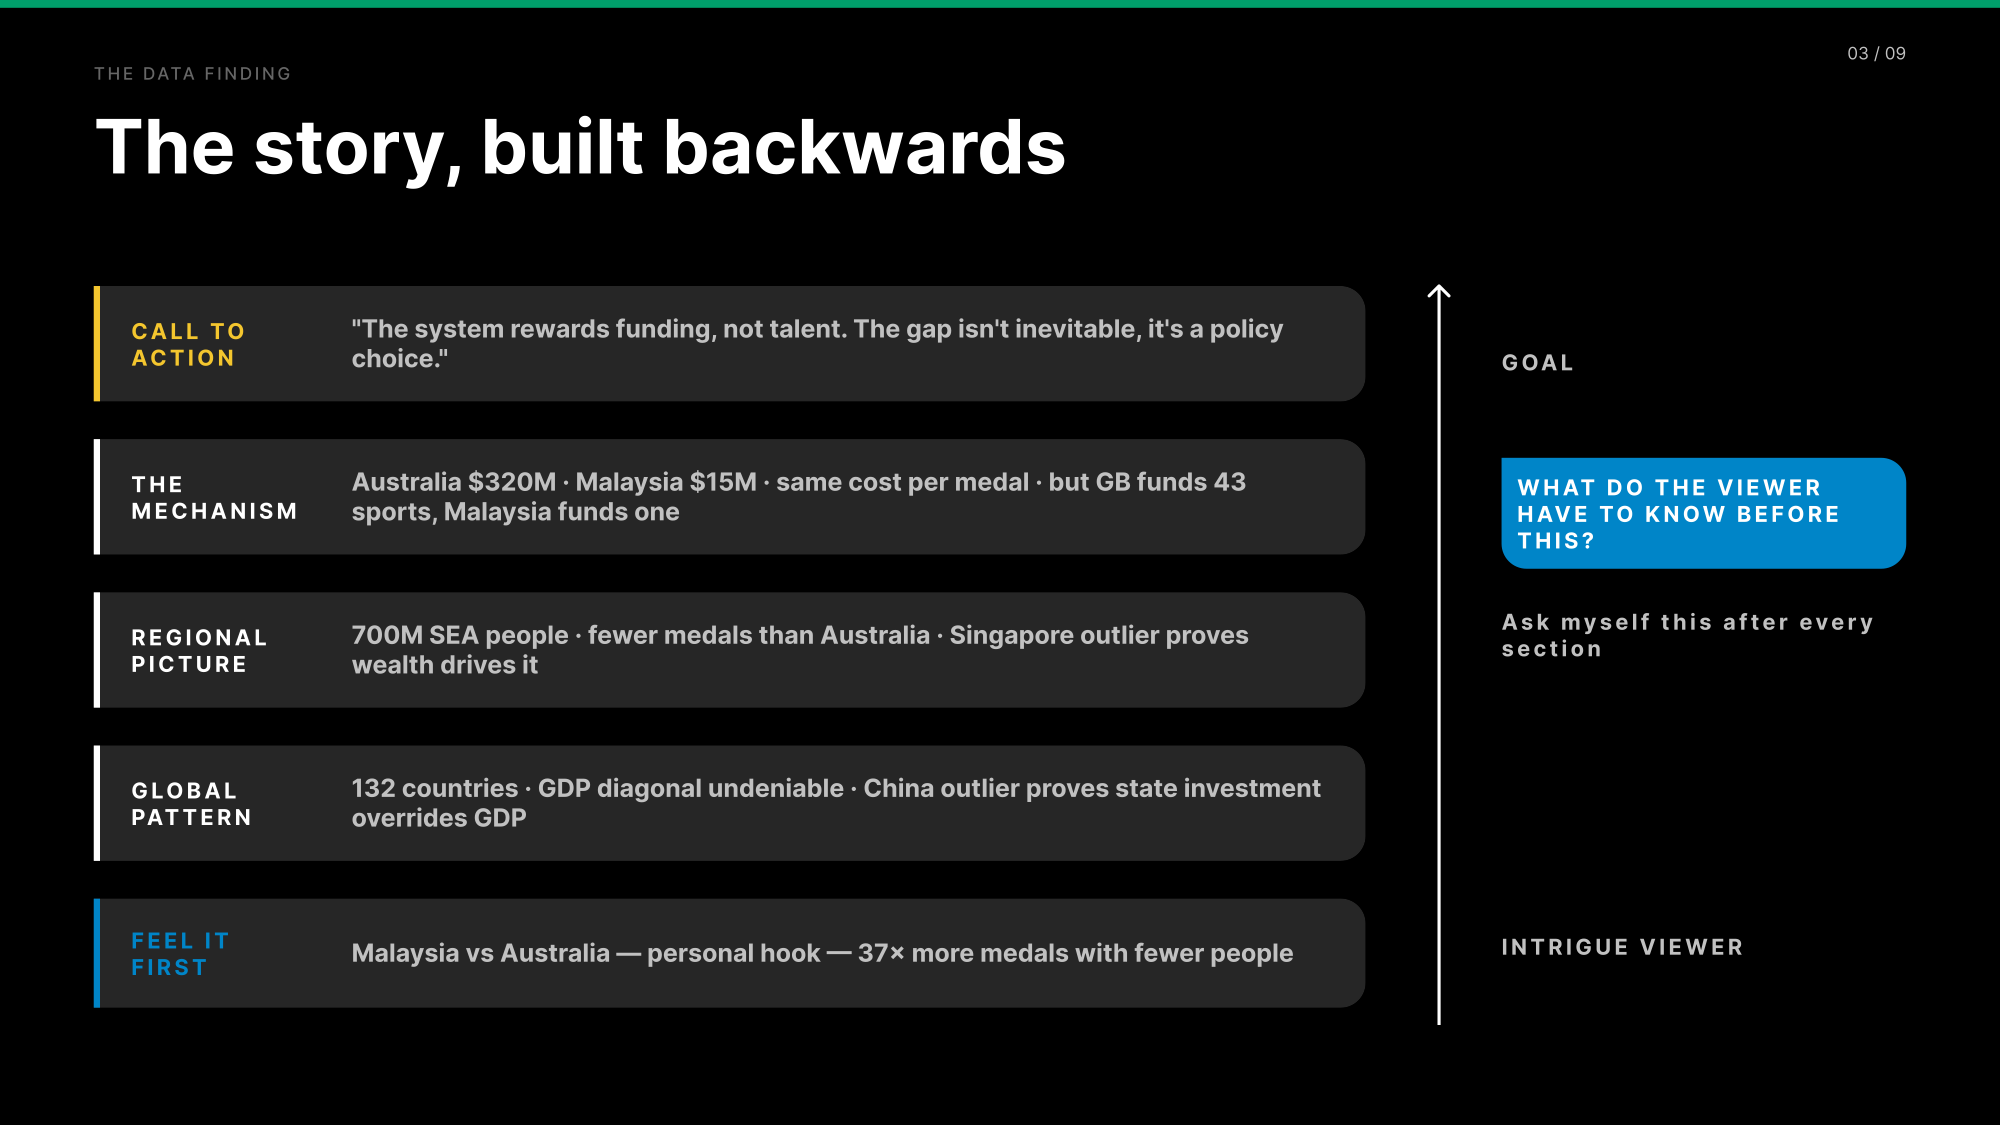 03 / 09
THE DATA FINDING
The story, built backwards
CALL TO
ACTION
"The system rewards funding, not talent. The gap isn't inevitable, it's a policy
choice."
GOAL
THE
MECHANISM
Australia $320M · Malaysia $15M · same cost per medal · but GB funds 43
sports, Malaysia funds one
WHAT DO THE VIEWER
HAVE TO KNOW BEFORE
THIS?
Ask myself this after every
section
REGIONAL
PICTURE
700M SEA people · fewer medals than Australia · Singapore outlier proves
wealth drives it
GLOBAL
PATTERN
132 countries · GDP diagonal undeniable · China outlier proves state investment
overrides GDP
FEEL IT
FIRST
Malaysia vs Australia — personal hook — 37× more medals with fewer people
INTRIGUE VIEWER